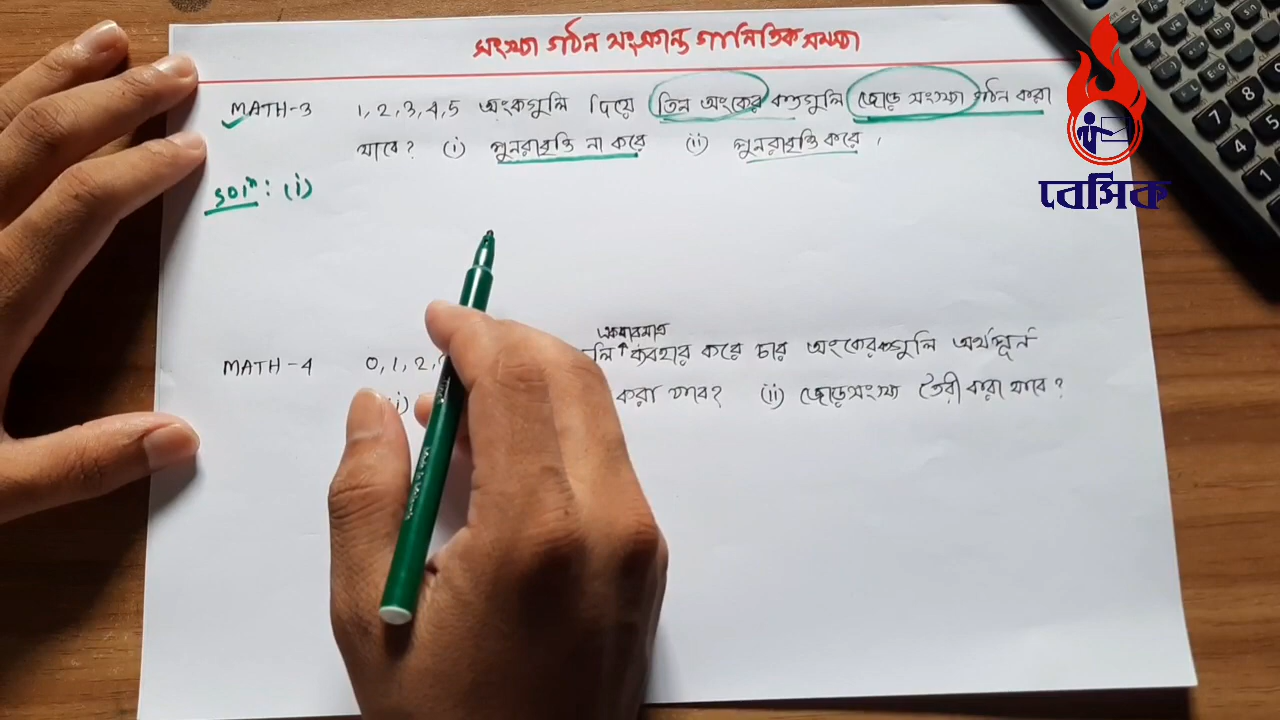 সংখ্যা গঠন সংক্রান্ত গাণিতিক সমস্যা
MATH-3 1, 2, 3, 4, 5 অংকগুলি দিয়ে তিন অংকের কতগুলি জোড় সংখ্যা গঠন করা
যাবে? (i) পুনরাবৃত্তি না করে (ii) পুনরাবৃত্তি করে।
বেসিক
Solⁿ: (i)
একবারমাত্র
MATH-4 0, 1, 2, লি ব্যবহার করে চার অংকের কতগুলি অর্থপূর্ন
i) করা যাবে? (ii) জোড়সংখ্যা তৈরী করা যাবে?